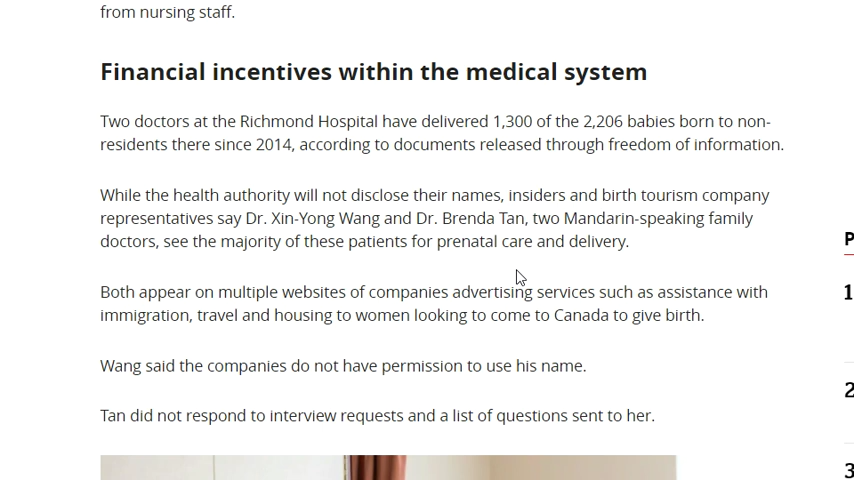 from nursing staff.
Financial incentives within the medical system
Two doctors at the Richmond Hospital have delivered 1,300 of the 2,206 babies born to non-
residents there since 2014, according to documents released through freedom of information.
While the health authority will not disclose their names, insiders and birth tourism company
representatives say Dr. Xin-Yong Wang and Dr. Brenda Tan, two Mandarin-speaking family
doctors, see the majority of these patients for prenatal care and delivery.
Both appear on multiple websites of companies advertising services such as assistance with
immigration, travel and housing to women looking to come to Canada to give birth.
Wang said the companies do not have permission to use his name.
Tan did not respond to interview requests and a list of questions sent to her.
P
1
2
3